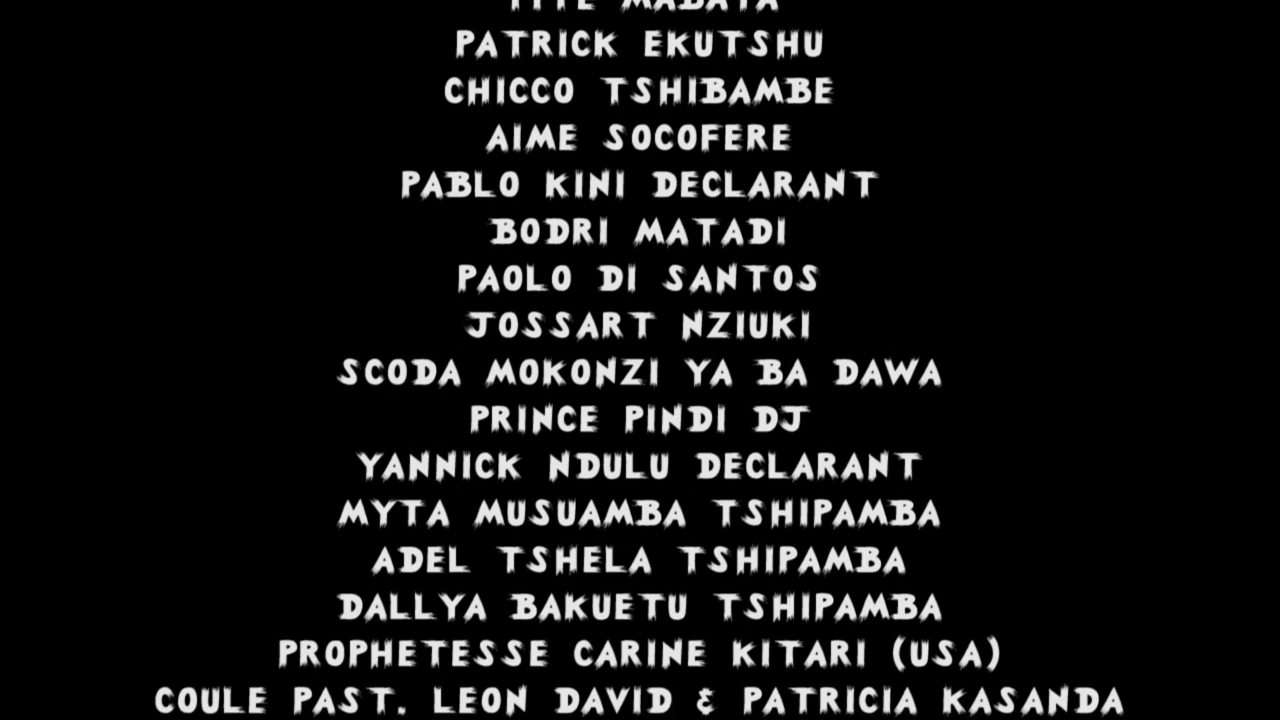 PATRICK EKUTSHU
CHICCO TSHIBAMBE
AIME SOCOFERE
PABLO KINI DECLARANT
BODRI MATADI
PAOLO DI SANTOS
JOSSART NZIUKI
SCODA MOKONZI YA BA DAWA
PRINCE PINDI DJ
YANNICK NDULU DECLARANT
MYTA MUSUAMBA TSHIPAMBA
ADEL TSHELA TSHIPAMBA
DALLYA BAKUETU TSHIPAMBA
PROPHETESSE CARINE KITARI (USA)
COULE PAST. LEON DAVID & PATRICIA KASANDA